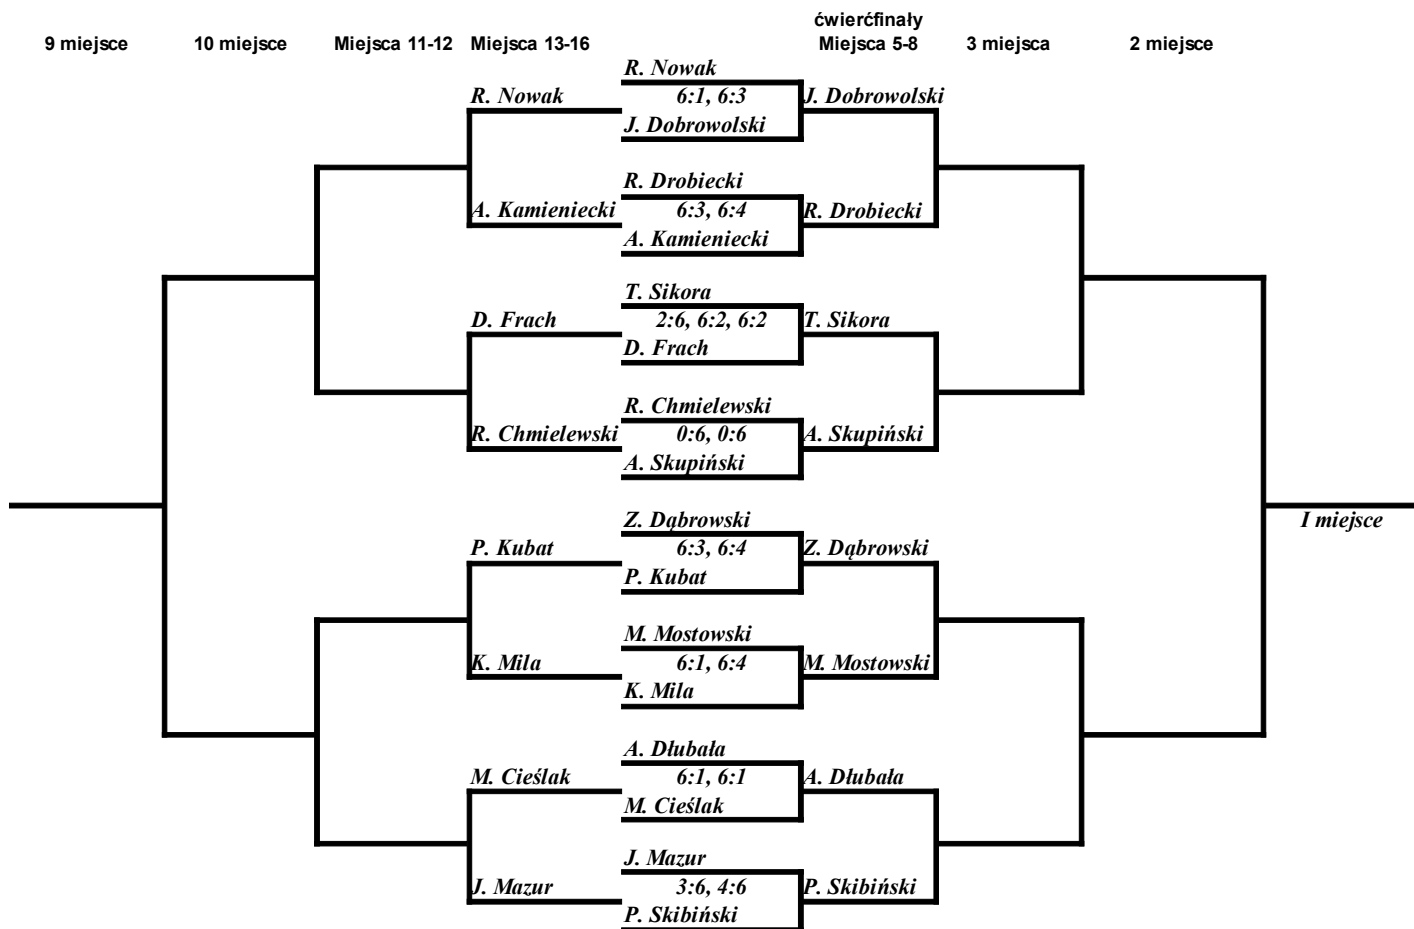 ćwierćfinały
9 miejsce 10 miejsce Miejsca 11-12 Miejsca 13-16 Miejsca 5-8 3 miejsca 2 miejsce
R. Nowak
R. Nowak 6:1, 6:3 J. Dobrowolski
J. Dobrowolski
R. Drobiecki
A. Kamieniecki 6:3, 6:4 R. Drobiecki
A. Kamieniecki
T. Sikora
D. Frach 2:6, 6:2, 6:2 T. Sikora
D. Frach
R. Chmielewski
R. Chmielewski 0:6, 0:6 A. Skupiński
A. Skupiński
Z. Dąbrowski
I miejsce
P. Kubat 6:3, 6:4 Z. Dąbrowski
P. Kubat
M. Mostowski
K. Mila 6:1, 6:4 M. Mostowski
K. Mila
A. Dłubała
M. Cieślak 6:1, 6:1 A. Dłubała
M. Cieślak
J. Mazur
J. Mazur 3:6, 4:6 P. Skibiński
P. Skibiński